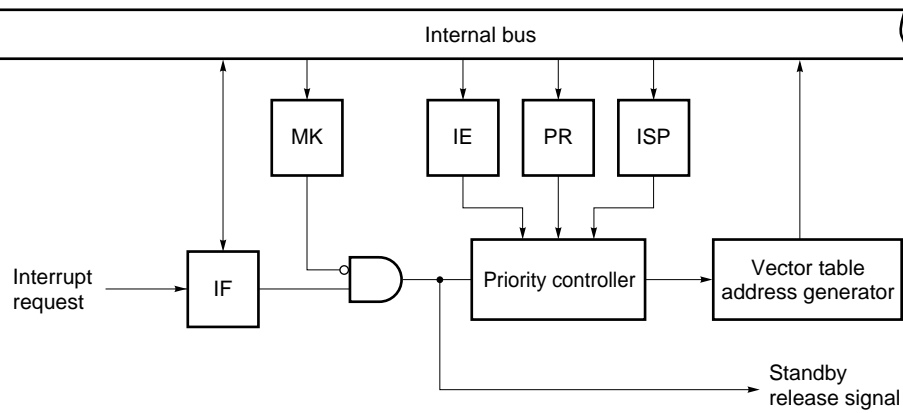 Internal bus
MK
IE
PR
ISP
Interrupt
request
IF
Priority controller
Vector table
address generator
Standby
release signal